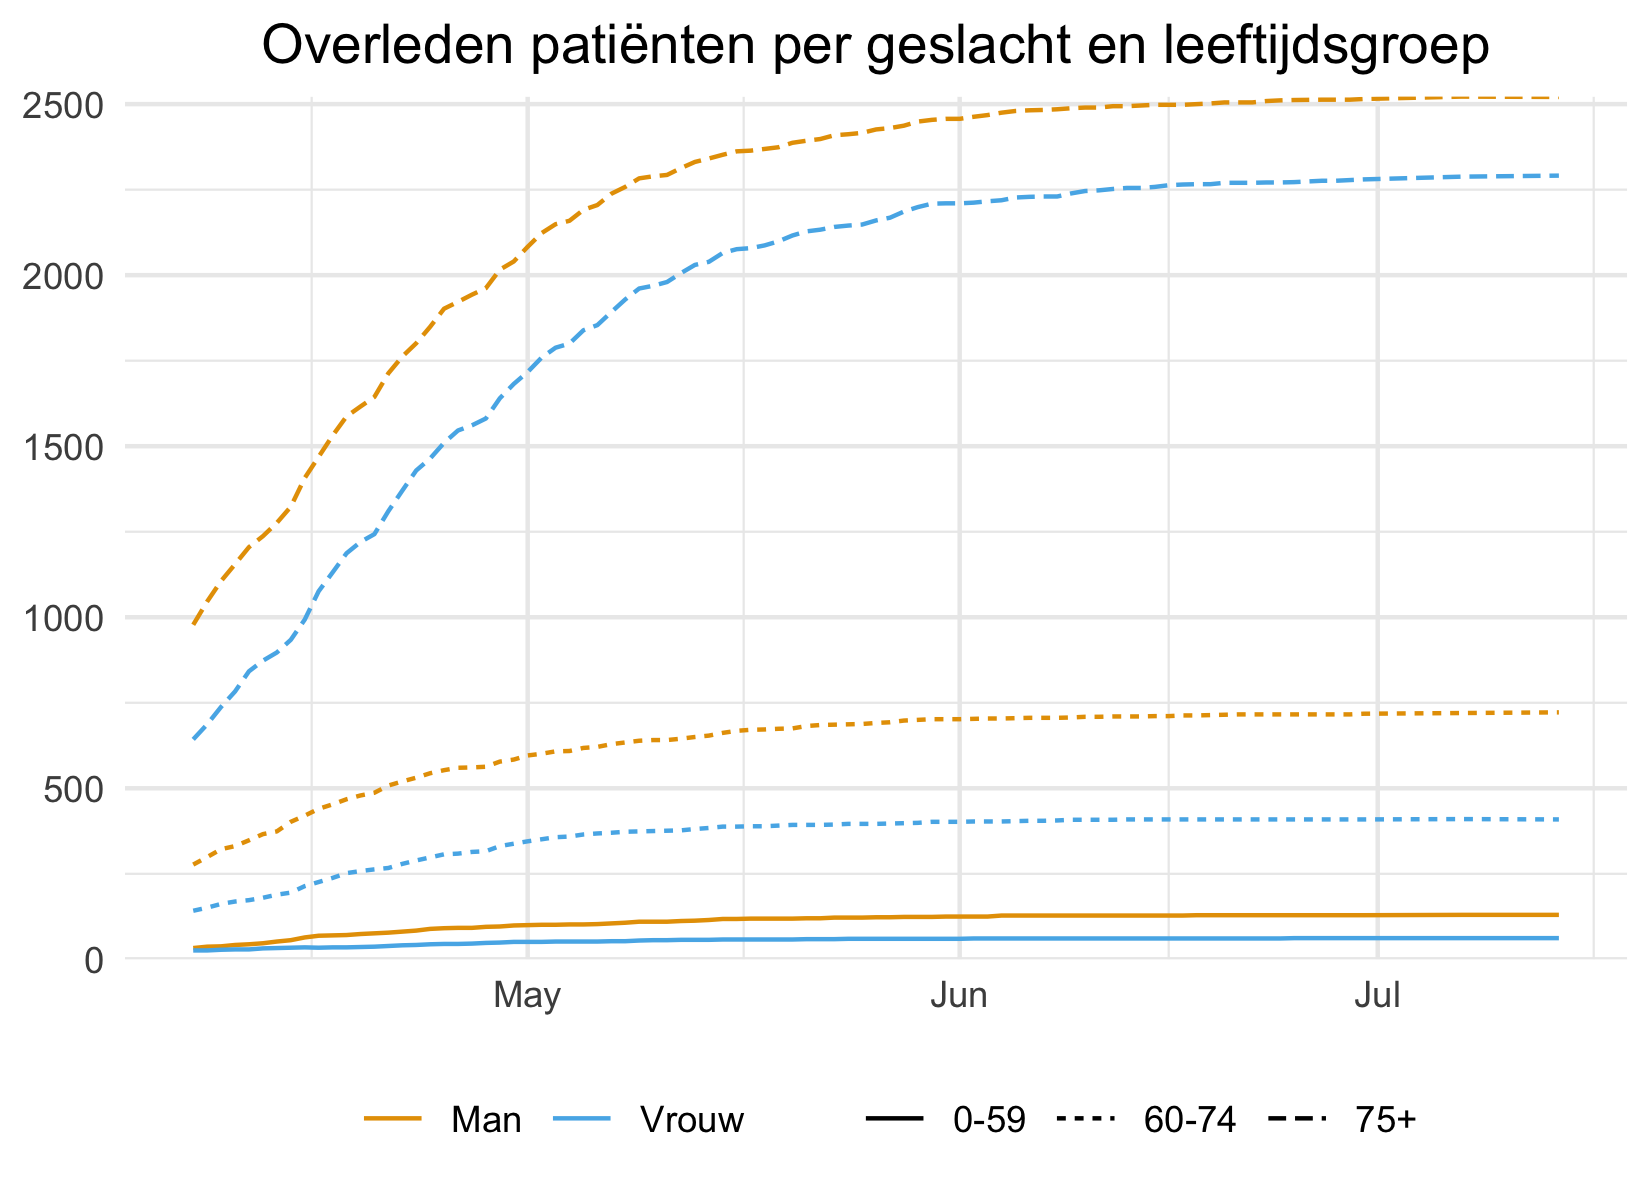 Overleden patiënten per geslacht en leeftijdsgroep
2500
2000
1500
1000
500
0
May Jun Jul
Man Vrouw 0-59 60-74 75+